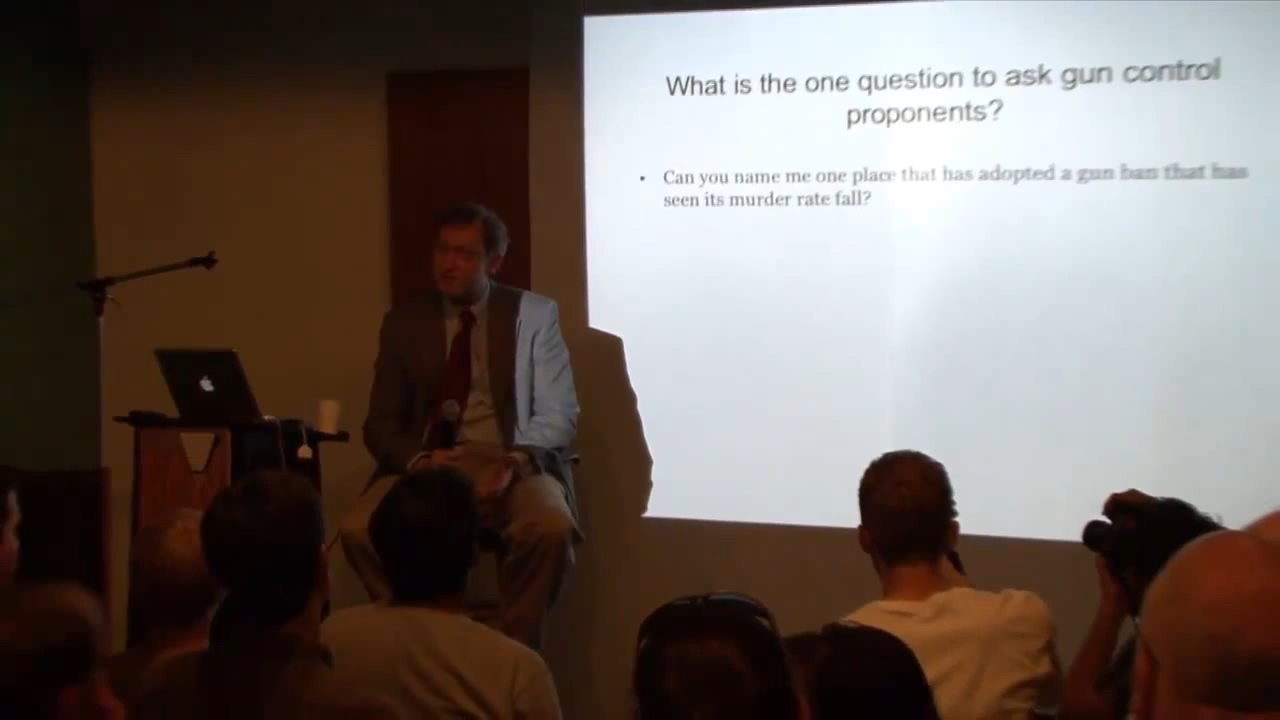 What is the one question to ask gun control
proponents?
• Can you name me one place that has adopted a gun ban that has
seen its murder rate fall?